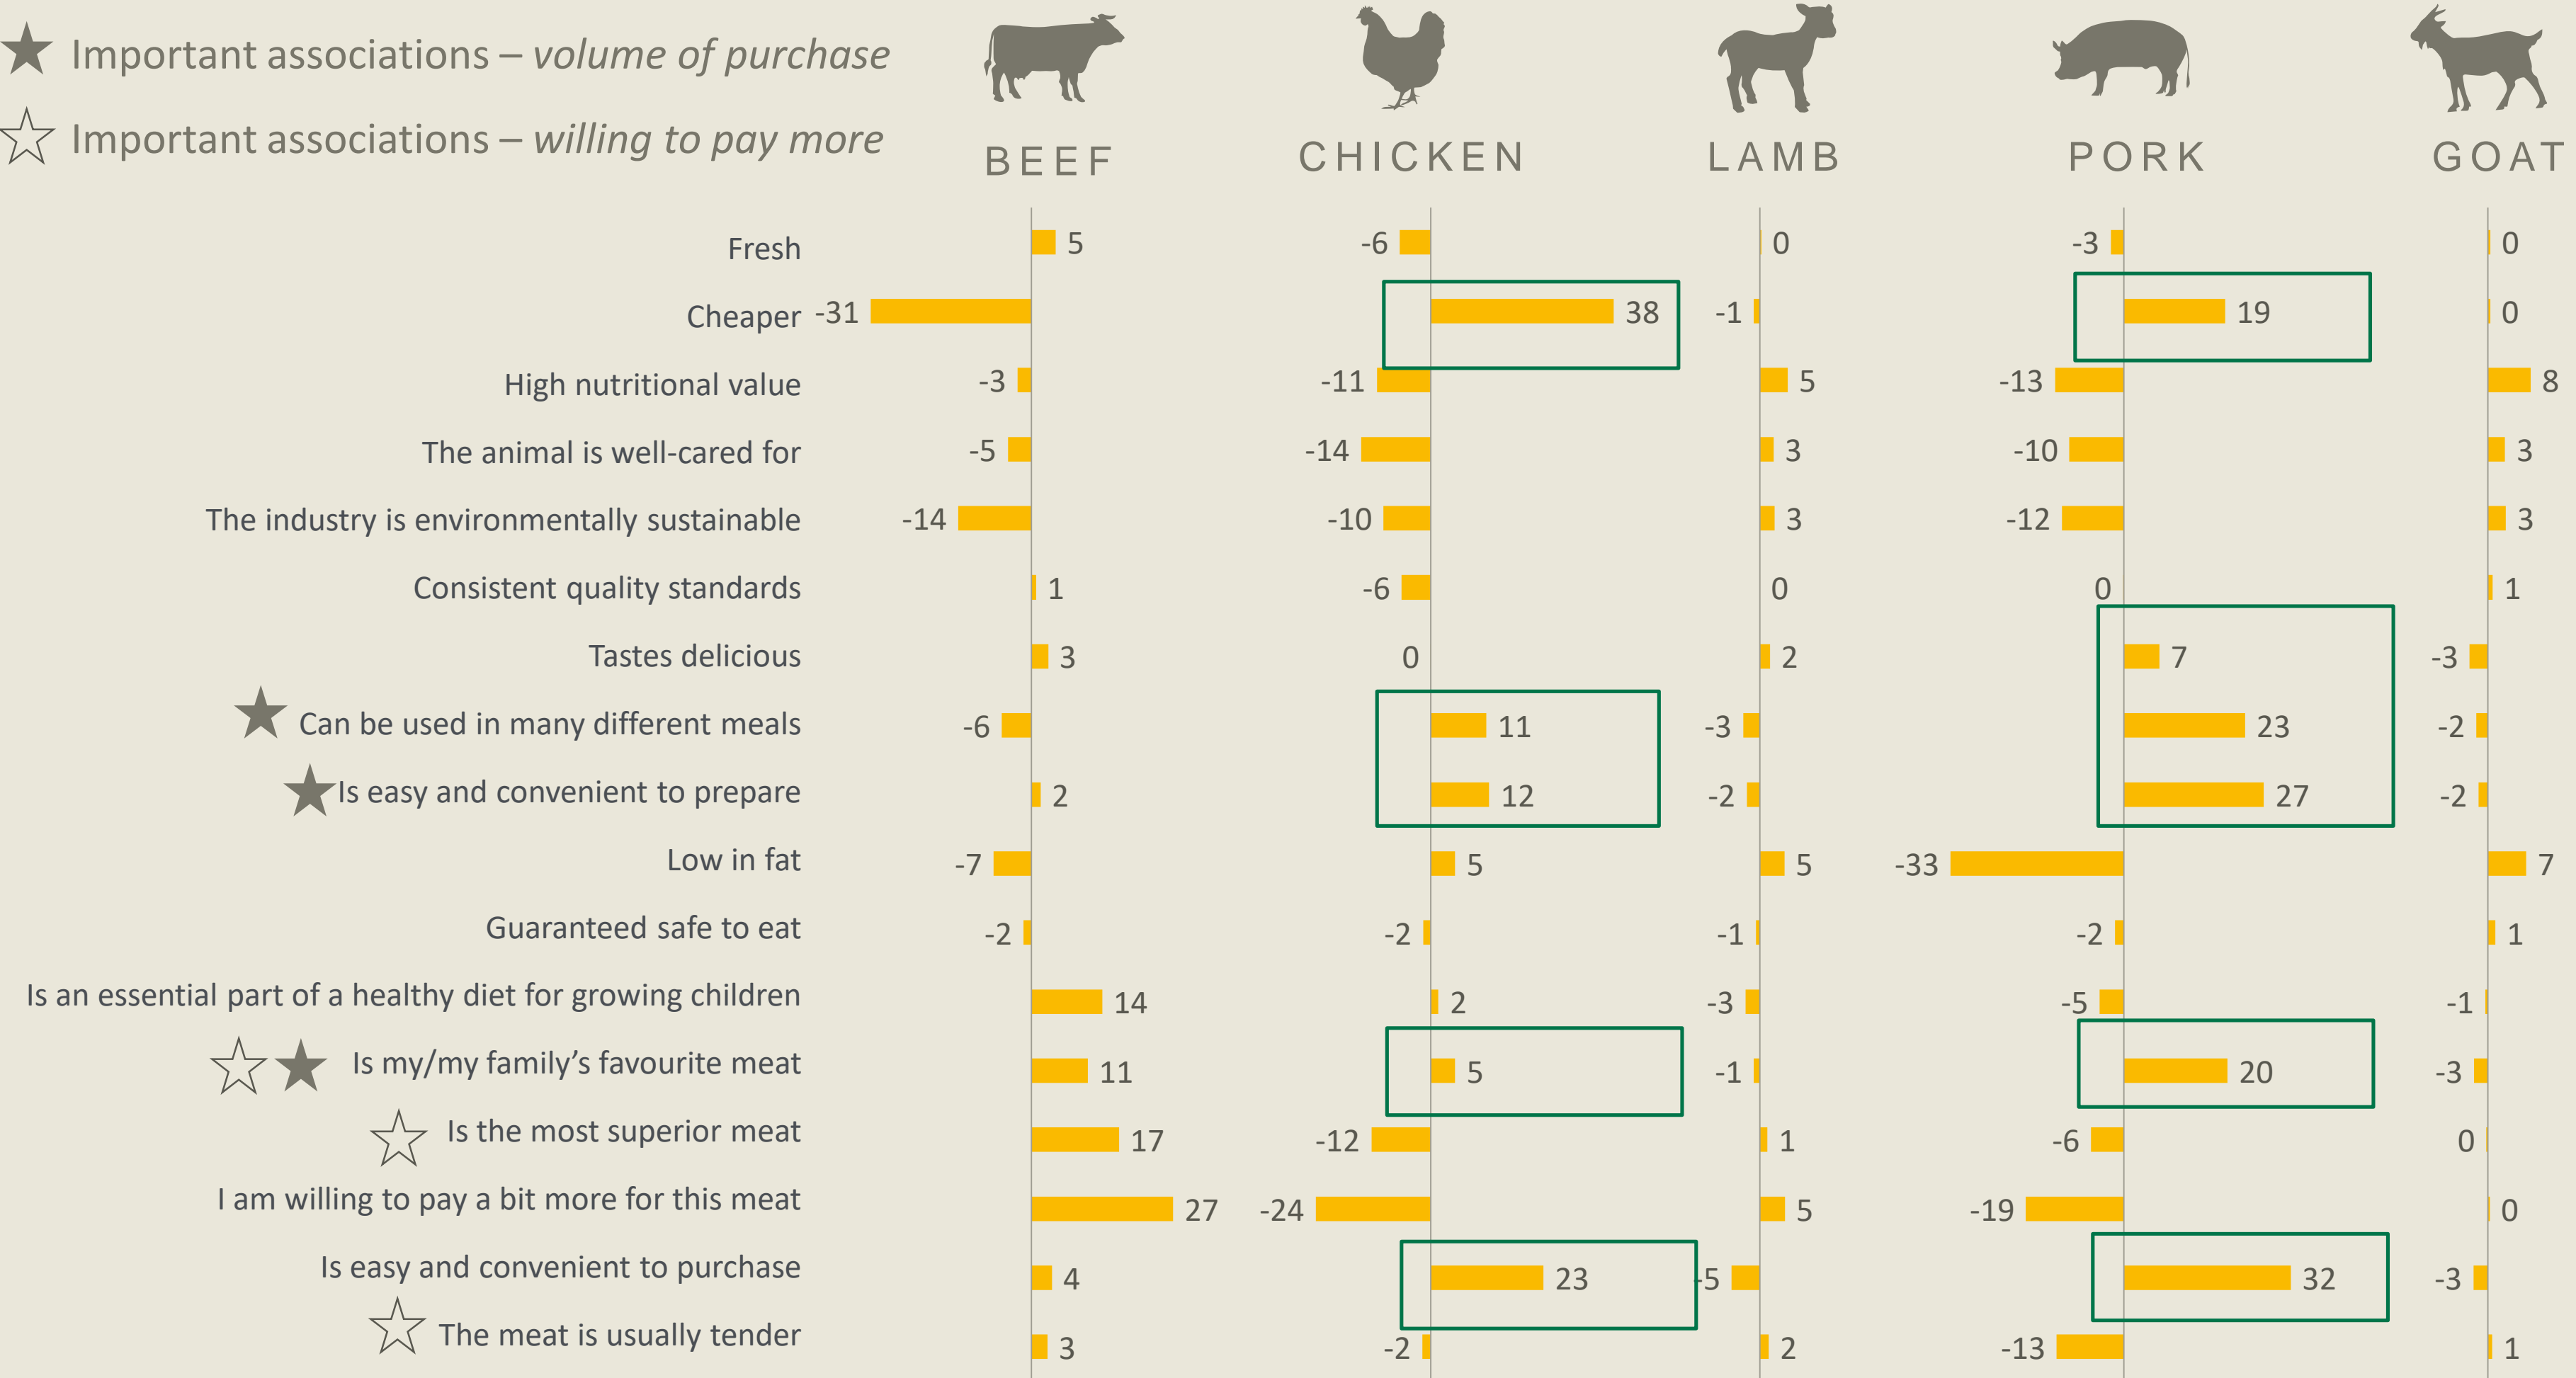 Important associations – volume of purchase
Important associations – willing to pay more
BEEF CHICKEN LAMB PORK GOAT
Fresh 5 -6 0 -3 0
Cheaper -31 38 -1 19 0
High nutritional value -3 -11 5 -13 8
The animal is well-cared for -5 -14 3 -10 3
The industry is environmentally sustainable -14 -10 3 -12 3
Consistent quality standards 1 -6 0 0 1
Tastes delicious 3 0 2 7 -3
Can be used in many different meals -6 11 -3 23 -2
Is easy and convenient to prepare 2 12 -2 27 -2
Low in fat -7 5 5 -33 7
Guaranteed safe to eat -2 -2 -1 -2 1
Is an essential part of a healthy diet for growing children 14 2 -3 -5 -1
Is my/my family’s favourite meat 11 5 -1 20 -3
Is the most superior meat 17 -12 1 -6 0
I am willing to pay a bit more for this meat 27 -24 5 -19 0
Is easy and convenient to purchase 4 23 -5 32 -3
The meat is usually tender 3 -2 2 -13 1